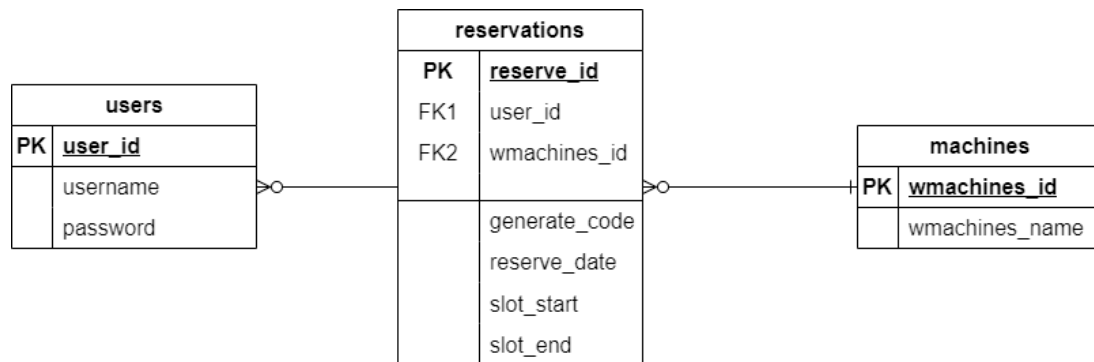 users
PK user_id
username
password
reservations
PK reserve_id
FK1 user_id
FK2 wmachines_id
generate_code
reserve_date
slot_start
slot_end
machines
PK wmachines_id
wmachines_name